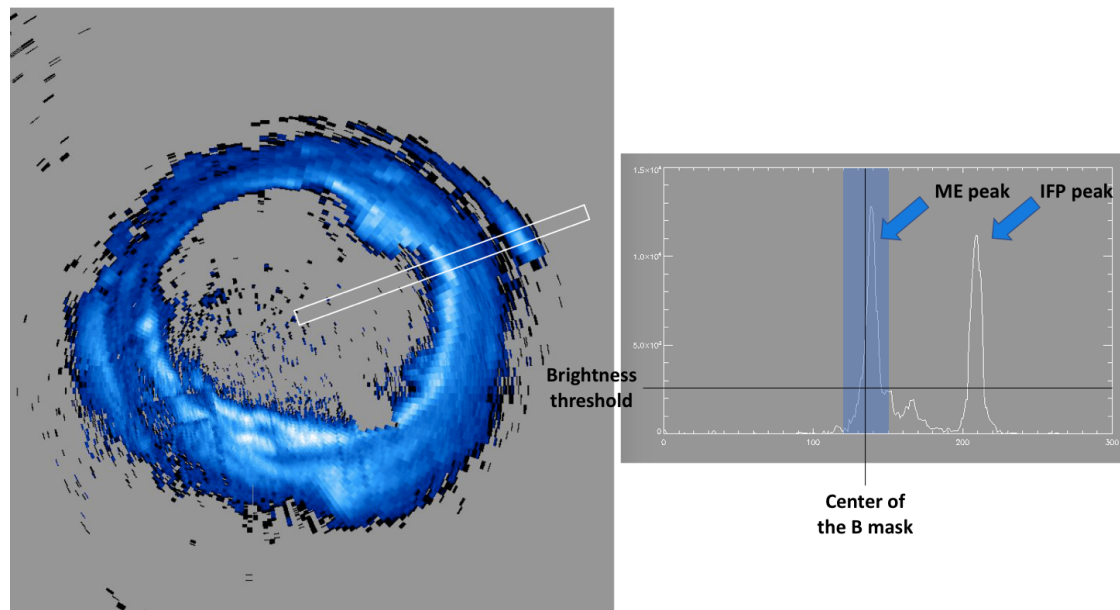 1.5×10⁴
ME peak
IFP peak
1.0×10⁴
5.0×10³
Brightness
threshold
0
0
100
200
300
Center of
the B mask